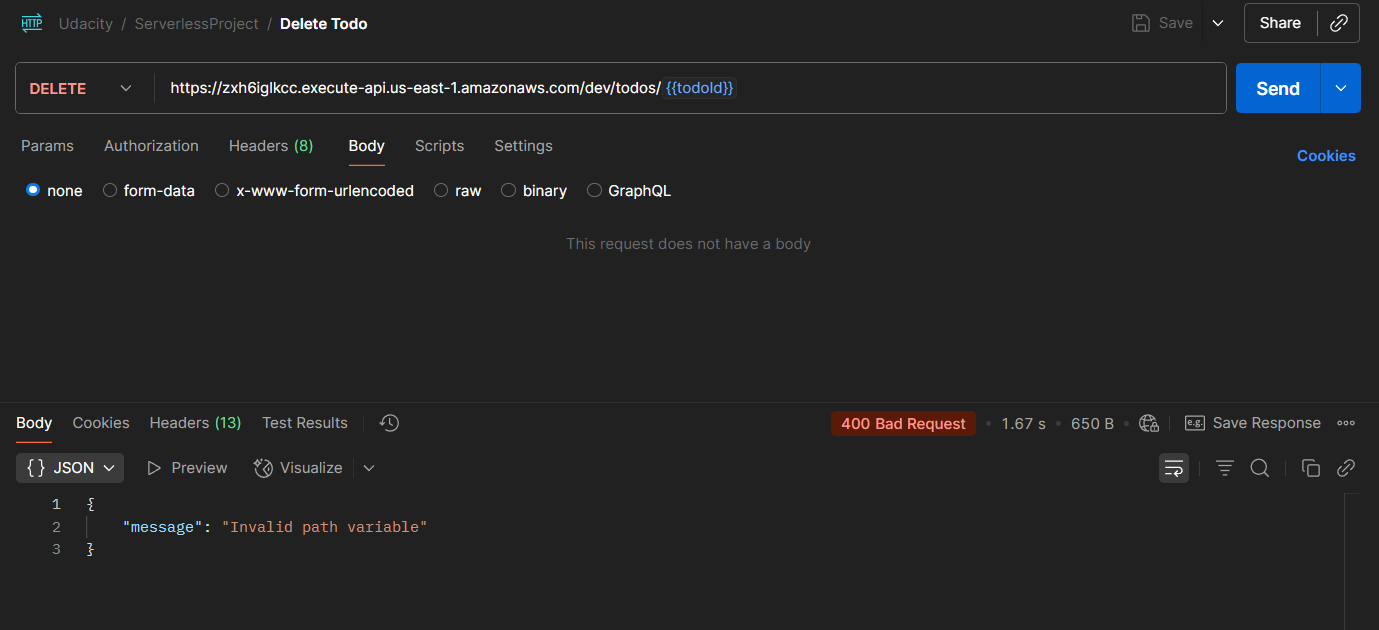 HTTP Udacity / ServerlessProject / Delete Todo Save Share
DELETE https://zxh6iglkcc.execute-api.us-east-1.amazonaws.com/dev/todos/ {{todoId}} Send
Params Authorization Headers (8) Body Scripts Settings Cookies
none form-data x-www-form-urlencoded raw binary GraphQL
This request does not have a body
Body Cookies Headers (13) Test Results 400 Bad Request • 1.67 s • 650 B • e.g. Save Response
{} JSON Preview Visualize
1 {
2 "message": "Invalid path variable"
3 }